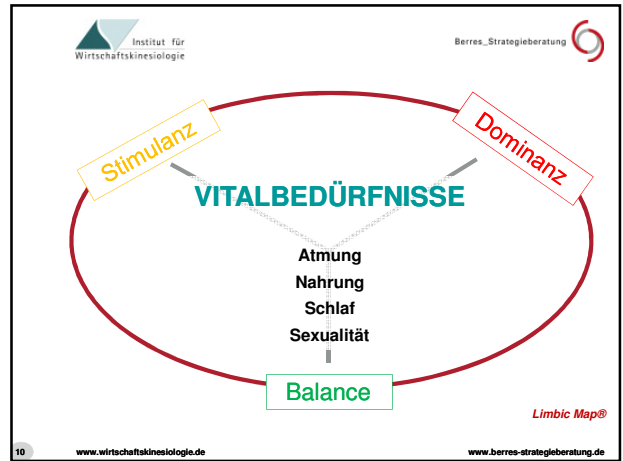 Institut für
Wirtschaftskinesiologie
Berres_Strategieberatung
Stimulanz
Dominanz
VITALBEDÜRFNISSE
Atmung
Nahrung
Schlaf
Sexualität
Balance
Limbic Map®
10
www.wirtschaftskinesiologie.de
www.berres-strategieberatung.de